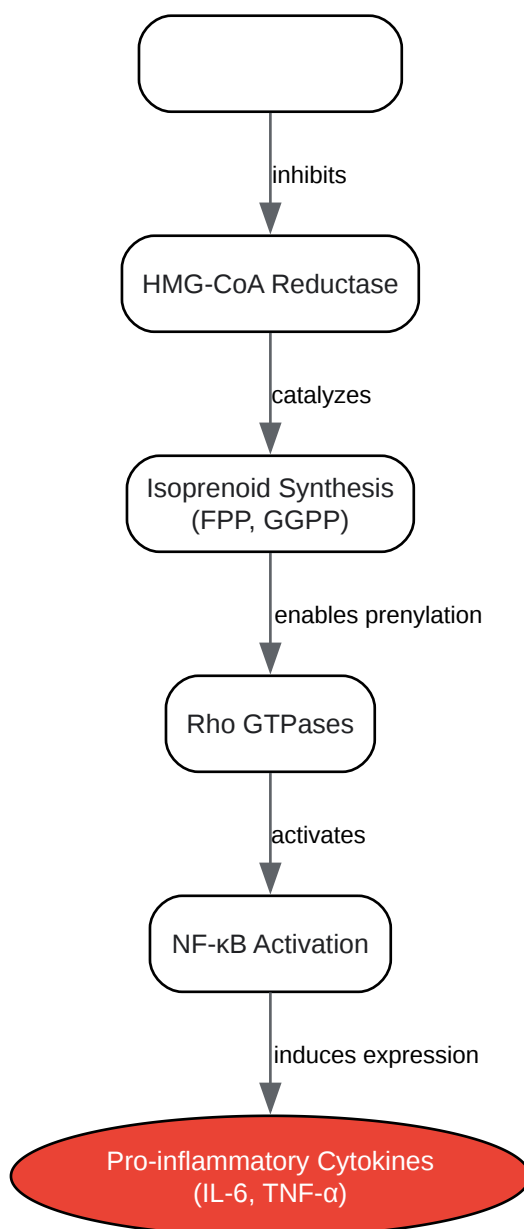 inhibits
HMG-CoA Reductase
catalyzes
Isoprenoid Synthesis
(FPP, GGPP)
enables prenylation
Rho GTPases
activates
NF-κB Activation
induces expression
Pro-inflammatory Cytokines
(IL-6, TNF-α)